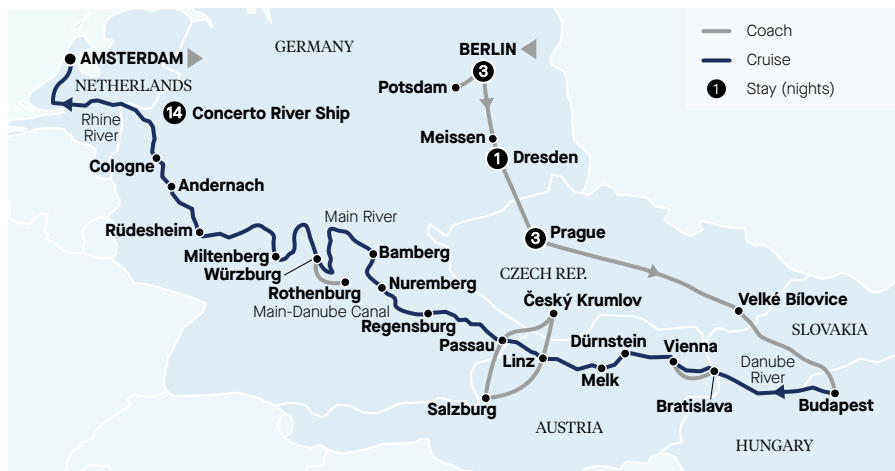 Coach
Cruise
1 Stay (nights)
GERMANY
BERLIN
3
AMSTERDAM
NETHERLANDS
Potsdam
14 Concerto River Ship
Rhine
River
Meissen
1 Dresden
Cologne
Andernach
Rüdesheim
Main River
3 Prague
Miltenberg
Würzburg
Bamberg
CZECH REP.
Rothenburg
Nuremberg
Main-Danube Canal
Český Krumlov
Velké Bílovice
Regensburg
SLOVAKIA
Passau
Linz
Dürnstein
Vienna
Danube
River
Melk
Salzburg
Bratislava
Budapest
AUSTRIA
HUNGARY